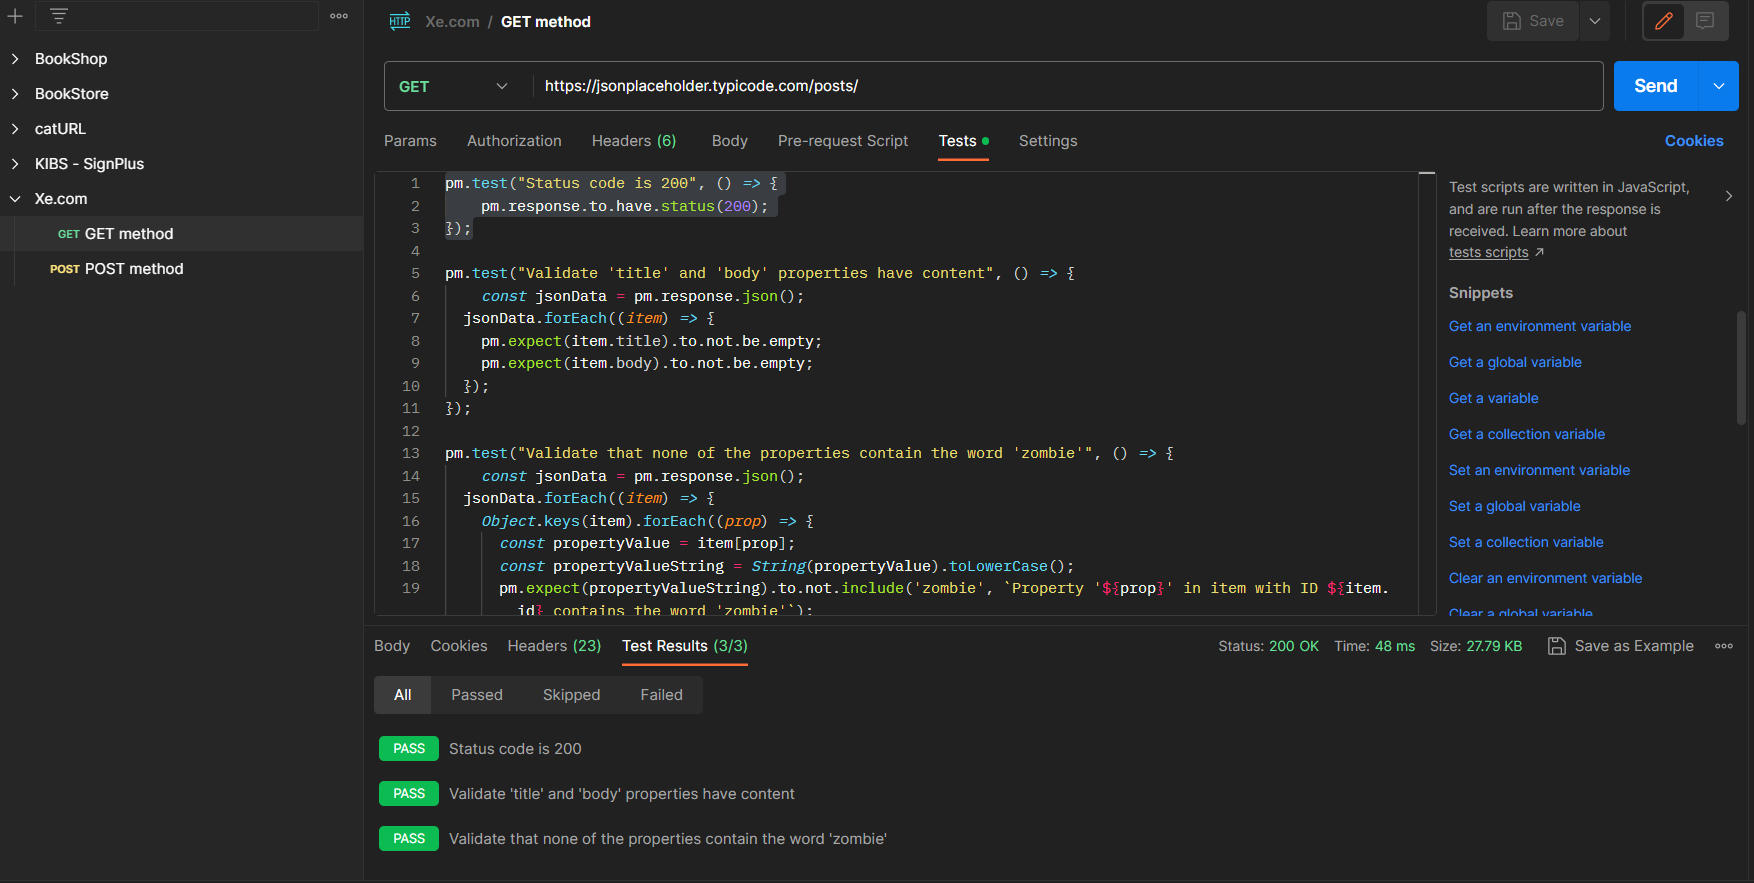 Xe.com / GET method
Save
BookShop
BookStore
catURL
KIBS - SignPlus
Xe.com
GET GET method
POST POST method
GET
https://jsonplaceholder.typicode.com/posts/
Send
Params Authorization Headers (6) Body Pre-request Script Tests Settings Cookies
1 pm.test("Status code is 200", () => {
2 pm.response.to.have.status(200);
3 });
4
5 pm.test("Validate 'title' and 'body' properties have content", () => {
6 const jsonData = pm.response.json();
7 jsonData.forEach((item) => {
8 pm.expect(item.title).to.not.be.empty;
9 pm.expect(item.body).to.not.be.empty;
10 });
11 });
12
13 pm.test("Validate that none of the properties contain the word 'zombie'", () => {
14 const jsonData = pm.response.json();
15 jsonData.forEach((item) => {
16 Object.keys(item).forEach((prop) => {
17 const propertyValue = item[prop];
18 const propertyValueString = String(propertyValue).toLowerCase();
19 pm.expect(propertyValueString).to.not.include('zombie', `Property '${prop}' in item with ID ${item.
id} contains the word 'zombie'`);
Test scripts are written in JavaScript,
and are run after the response is
received. Learn more about
tests scripts ↗
Snippets
Get an environment variable
Get a global variable
Get a variable
Get a collection variable
Set an environment variable
Set a global variable
Set a collection variable
Clear an environment variable
Clear a global variable
Body Cookies Headers (23) Test Results (3/3)
Status: 200 OK Time: 48 ms Size: 27.79 KB Save as Example
All Passed Skipped Failed
PASS Status code is 200
PASS Validate 'title' and 'body' properties have content
PASS Validate that none of the properties contain the word 'zombie'
HTTP